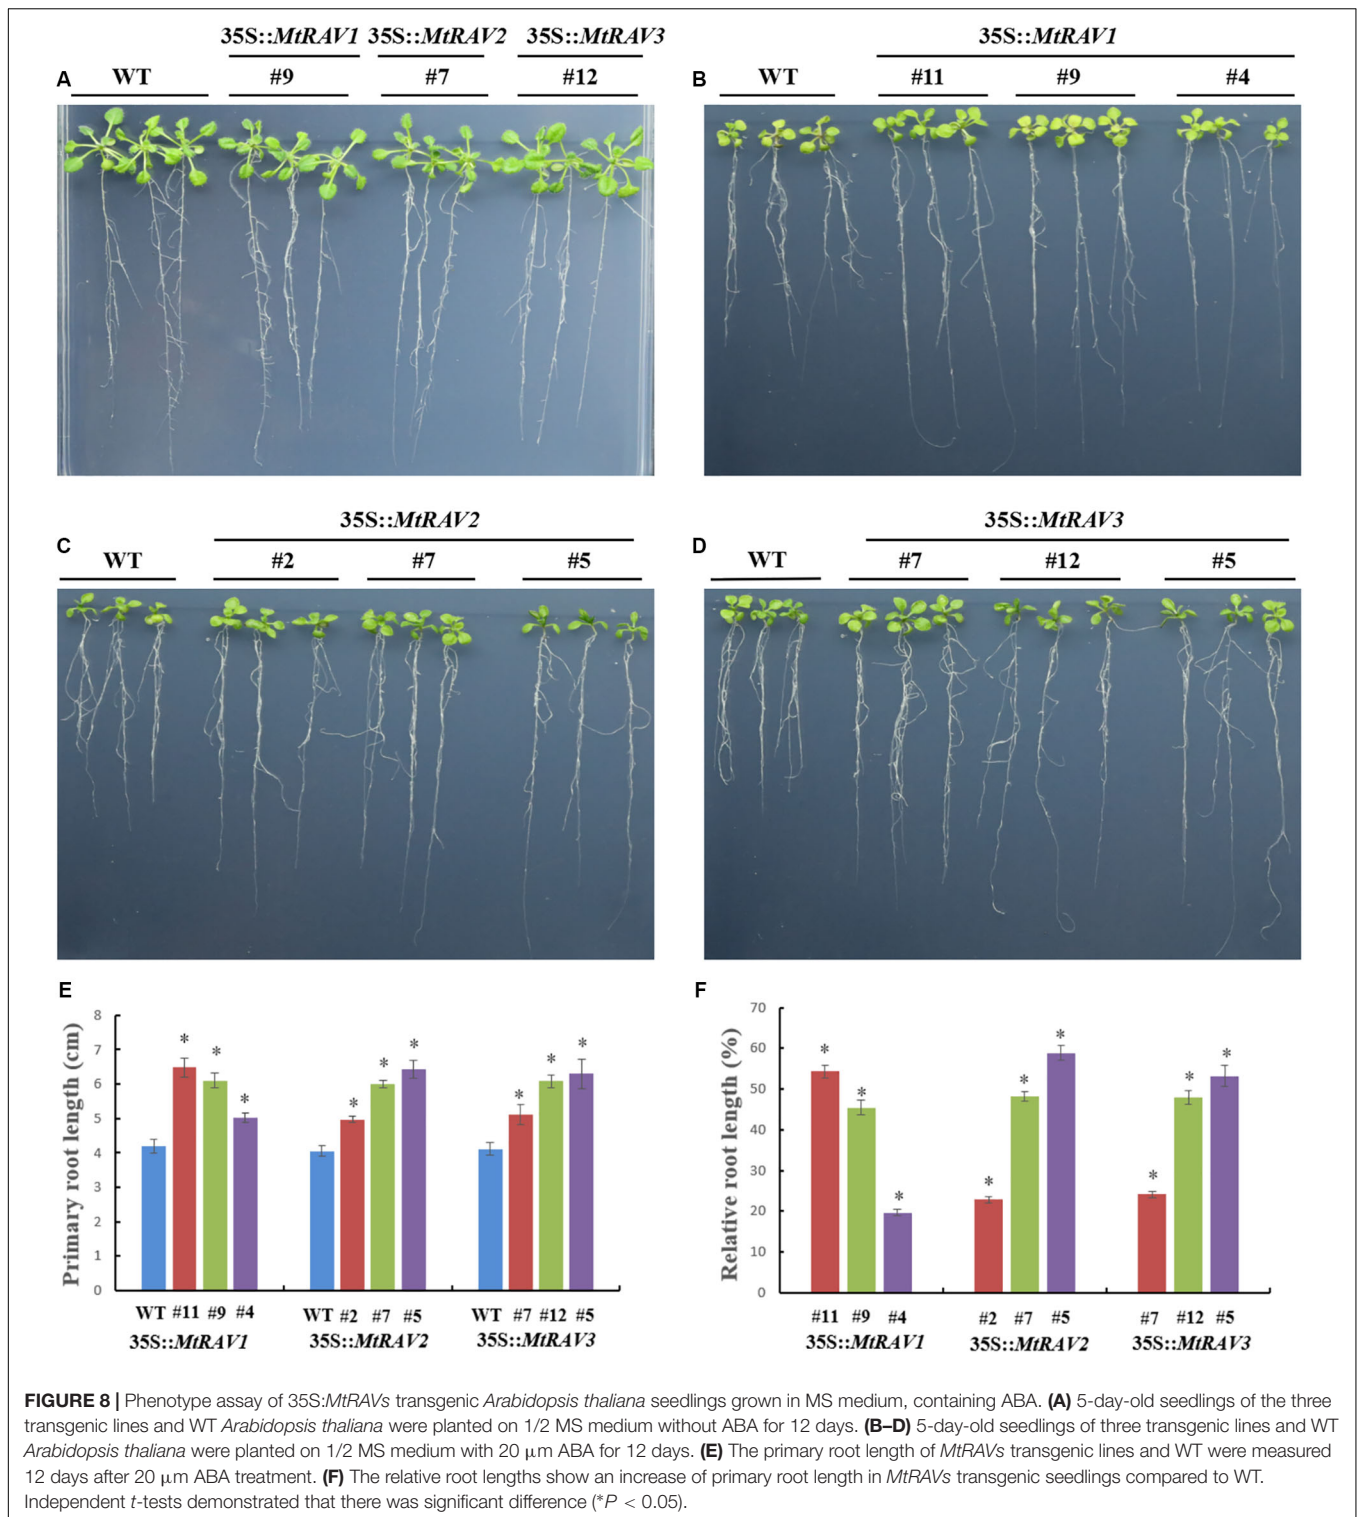 35S::MtRAV1 35S::MtRAV2 35S::MtRAV3
A WT #9 #7 #12
35S::MtRAV1
B WT #11 #9 #4
35S::MtRAV2
C WT #2 #7 #5
35S::MtRAV3
D WT #7 #12 #5
E
Primary root length (cm)
8
7
6
5
4
3
2
1
0
* * * * * * * * *
WT #11 #9 #4 WT #2 #7 #5 WT #7 #12 #5
35S::MtRAV1 35S::MtRAV2 35S::MtRAV3
F
Relative root length (%)
70
60
50
40
30
20
10
0
* * * * * * * * *
#11 #9 #4 #2 #7 #5 #7 #12 #5
35S::MtRAV1 35S::MtRAV2 35S::MtRAV3
FIGURE 8 | Phenotype assay of 35S:MtRAVs transgenic Arabidopsis thaliana seedlings grown in MS medium, containing ABA. (A) 5-day-old seedlings of the three
transgenic lines and WT Arabidopsis thaliana were planted on 1/2 MS medium without ABA for 12 days. (B–D) 5-day-old seedlings of three transgenic lines and WT
Arabidopsis thaliana were planted on 1/2 MS medium with 20 μm ABA for 12 days. (E) The primary root length of MtRAVs transgenic lines and WT were measured
12 days after 20 μm ABA treatment. (F) The relative root lengths show an increase of primary root length in MtRAVs transgenic seedlings compared to WT.
Independent t-tests demonstrated that there was significant difference (*P < 0.05).